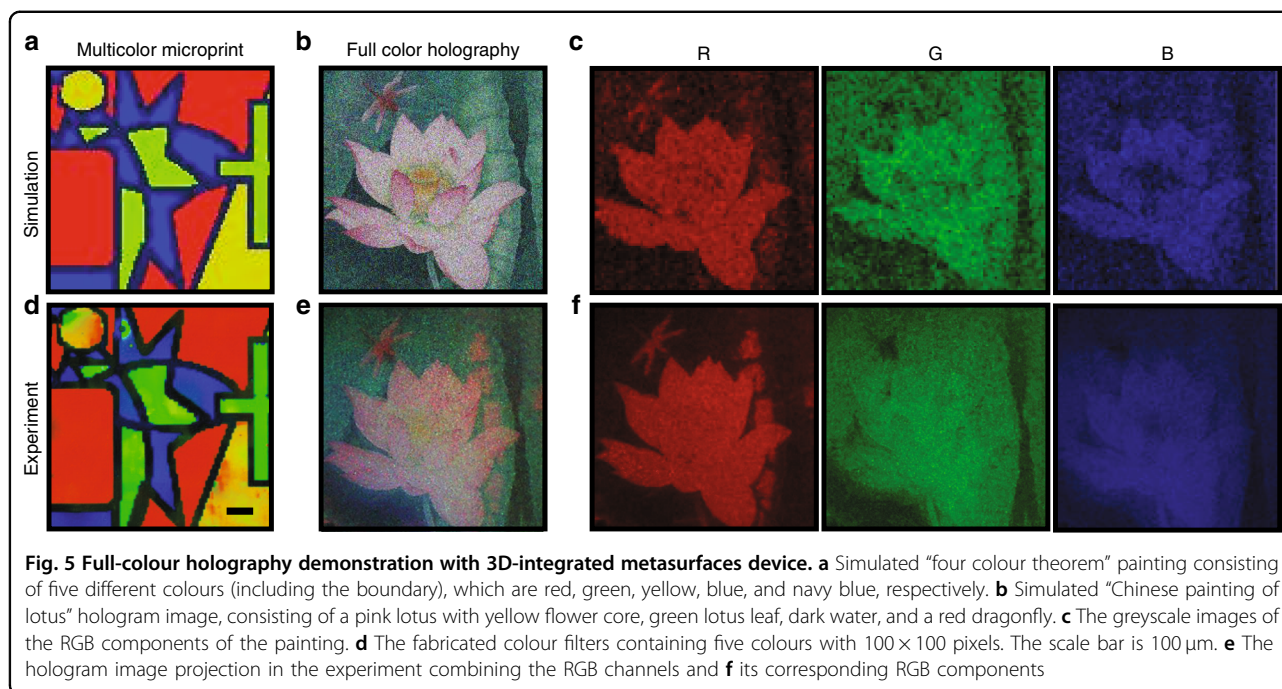 a Multicolor microprint b Full color holography c R G B
Simulation
d e f
Experiment
Fig. 5 Full-colour holography demonstration with 3D-integrated metasurfaces device. a Simulated “four colour theorem” painting consisting
of five different colours (including the boundary), which are red, green, yellow, blue, and navy blue, respectively. b Simulated “Chinese painting of
lotus” hologram image, consisting of a pink lotus with yellow flower core, green lotus leaf, dark water, and a red dragonfly. c The greyscale images of
the RGB components of the painting. d The fabricated colour filters containing five colours with 100 × 100 pixels. The scale bar is 100 μm. e The
hologram image projection in the experiment combining the RGB channels and f its corresponding RGB components